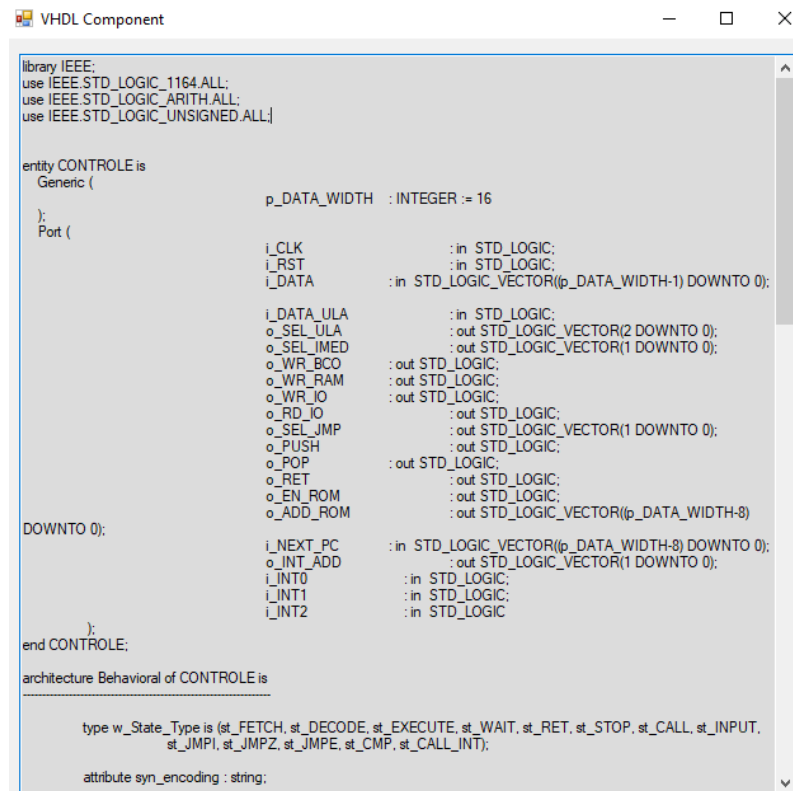 VHDL Component
library IEEE;
use IEEE.STD_LOGIC_1164.ALL;
use IEEE.STD_LOGIC_ARITH.ALL;
use IEEE.STD_LOGIC_UNSIGNED.ALL;
entity CONTROLE is
Generic (
p_DATA_WIDTH : INTEGER := 16
);
Port (
i_CLK : in STD_LOGIC;
i_RST : in STD_LOGIC;
i_DATA : in STD_LOGIC_VECTOR((p_DATA_WIDTH-1) DOWNTO 0);
i_DATA_ULA : in STD_LOGIC;
o_SEL_ULA : out STD_LOGIC_VECTOR(2 DOWNTO 0);
o_SEL_IMED : out STD_LOGIC_VECTOR(1 DOWNTO 0);
o_WR_BCO : out STD_LOGIC;
o_WR_RAM : out STD_LOGIC;
o_WR_IO : out STD_LOGIC;
o_RD_IO : out STD_LOGIC;
o_SEL_JMP : out STD_LOGIC_VECTOR(1 DOWNTO 0);
o_PUSH : out STD_LOGIC;
o_POP : out STD_LOGIC;
o_RET : out STD_LOGIC;
o_EN_ROM : out STD_LOGIC;
o_ADD_ROM : out STD_LOGIC_VECTOR((p_DATA_WIDTH-8)
DOWNTO 0);
i_NEXT_PC : in STD_LOGIC_VECTOR((p_DATA_WIDTH-8) DOWNTO 0);
o_INT_ADD : out STD_LOGIC_VECTOR(1 DOWNTO 0);
i_INT0 : in STD_LOGIC;
i_INT1 : in STD_LOGIC;
i_INT2 : in STD_LOGIC
);
end CONTROLE;
architecture Behavioral of CONTROLE is
----------------------------------------------------------------
type w_State_Type is (st_FETCH, st_DECODE, st_EXECUTE, st_WAIT, st_RET, st_STOP, st_CALL, st_INPUT,
st_JMPI, st_JMPZ, st_JMPE, st_CMP, st_CALL_INT);
attribute syn_encoding : string;